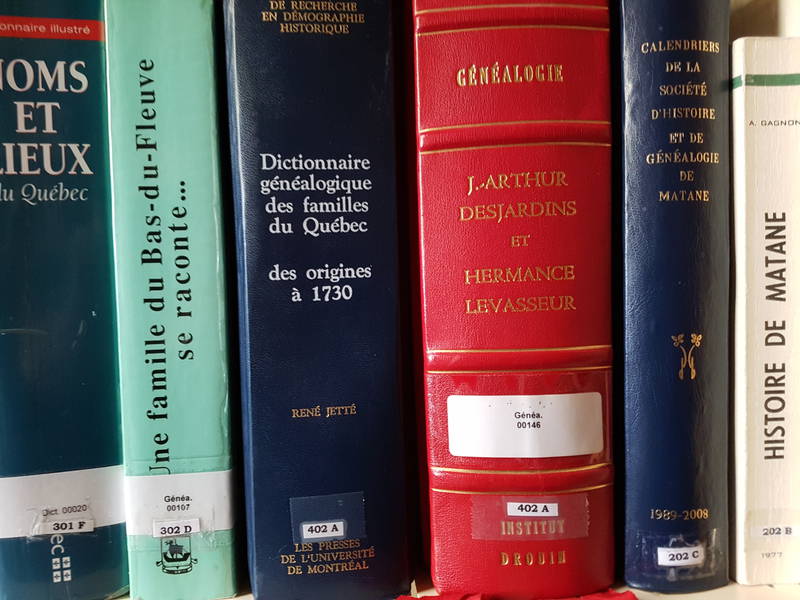 ionnaire illustré
NOMS
ET
LIEUX
du Québec
Dict. 00020
301 F
Une famille du Bas-du-Fleuve
se raconte...
Généa.
00107
302 D
DE RECHERCHE
EN DÉMOGRAPHIE
HISTORIQUE
Dictionnaire
généalogique
des familles
du Québec
des origines
à 1730
RENÉ JETTÉ
402 A
LES PRESSES
DE L'UNIVERSITÉ
DE MONTRÉAL
GÉNÉALOGIE
J.-ARTHUR
DESJARDINS
ET
HERMANCE
LEVASSEUR
Généa.
00146
402 A
INSTITUT
DROUIN
CALENDRIERS
DE LA
SOCIÉTÉ
D'HISTOIRE
ET DE
GÉNÉALOGIE
DE
MATANE
1989-2008
202 C
A. GAGNON
HISTOIRE DE MATANE
202 B
1977